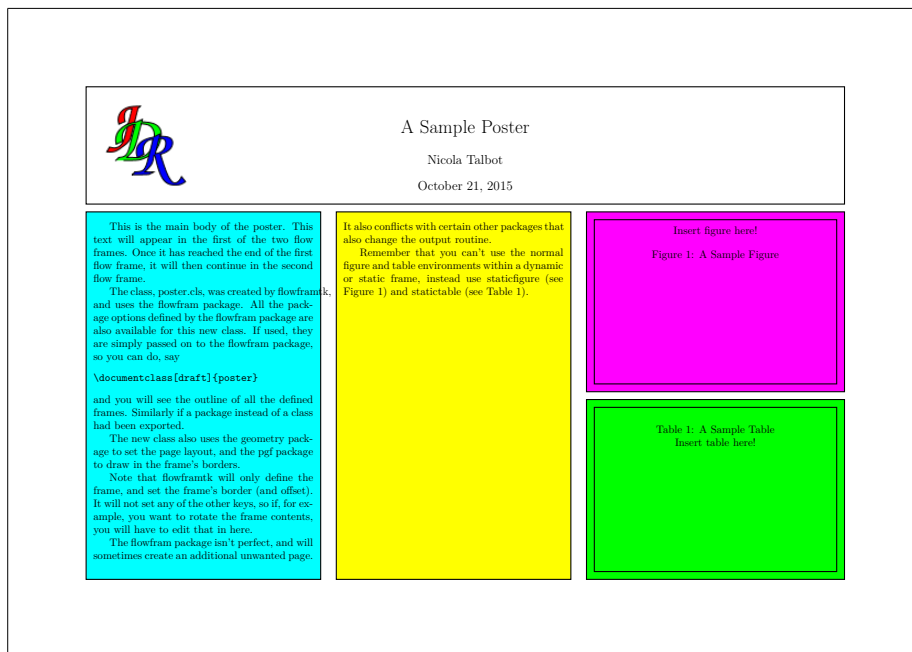 JDR
A Sample Poster
Nicola Talbot
October 21, 2015
This is the main body of the poster. This
text will appear in the first of the two flow
frames. Once it has reached the end of the first
flow frame, it will then continue in the second
flow frame.
The class, poster.cls, was created by flowframtk,
and uses the flowfram package. All the pack-
age options defined by the flowfram package are
also available for this new class. If used, they
are simply passed on to the flowfram package,
so you can do, say
\documentclass[draft]{poster}
and you will see the outline of all the defined
frames. Similarly if a package instead of a class
had been exported.
The new class also uses the geometry pack-
age to set the page layout, and the pgf package
to draw in the frame's borders.
Note that flowframtk will only define the
frame, and set the frame's border (and offset).
It will not set any of the other keys, so if, for ex-
ample, you want to rotate the frame contents,
you will have to edit that in here.
The flowfram package isn't perfect, and will
sometimes create an additional unwanted page.
It also conflicts with certain other packages that
also change the output routine.
Remember that you can't use the normal
figure and table environments within a dynamic
or static frame, instead use staticfigure (see
Figure 1) and statictable (see Table 1).
Insert figure here!
Figure 1: A Sample Figure
Table 1: A Sample Table
Insert table here!